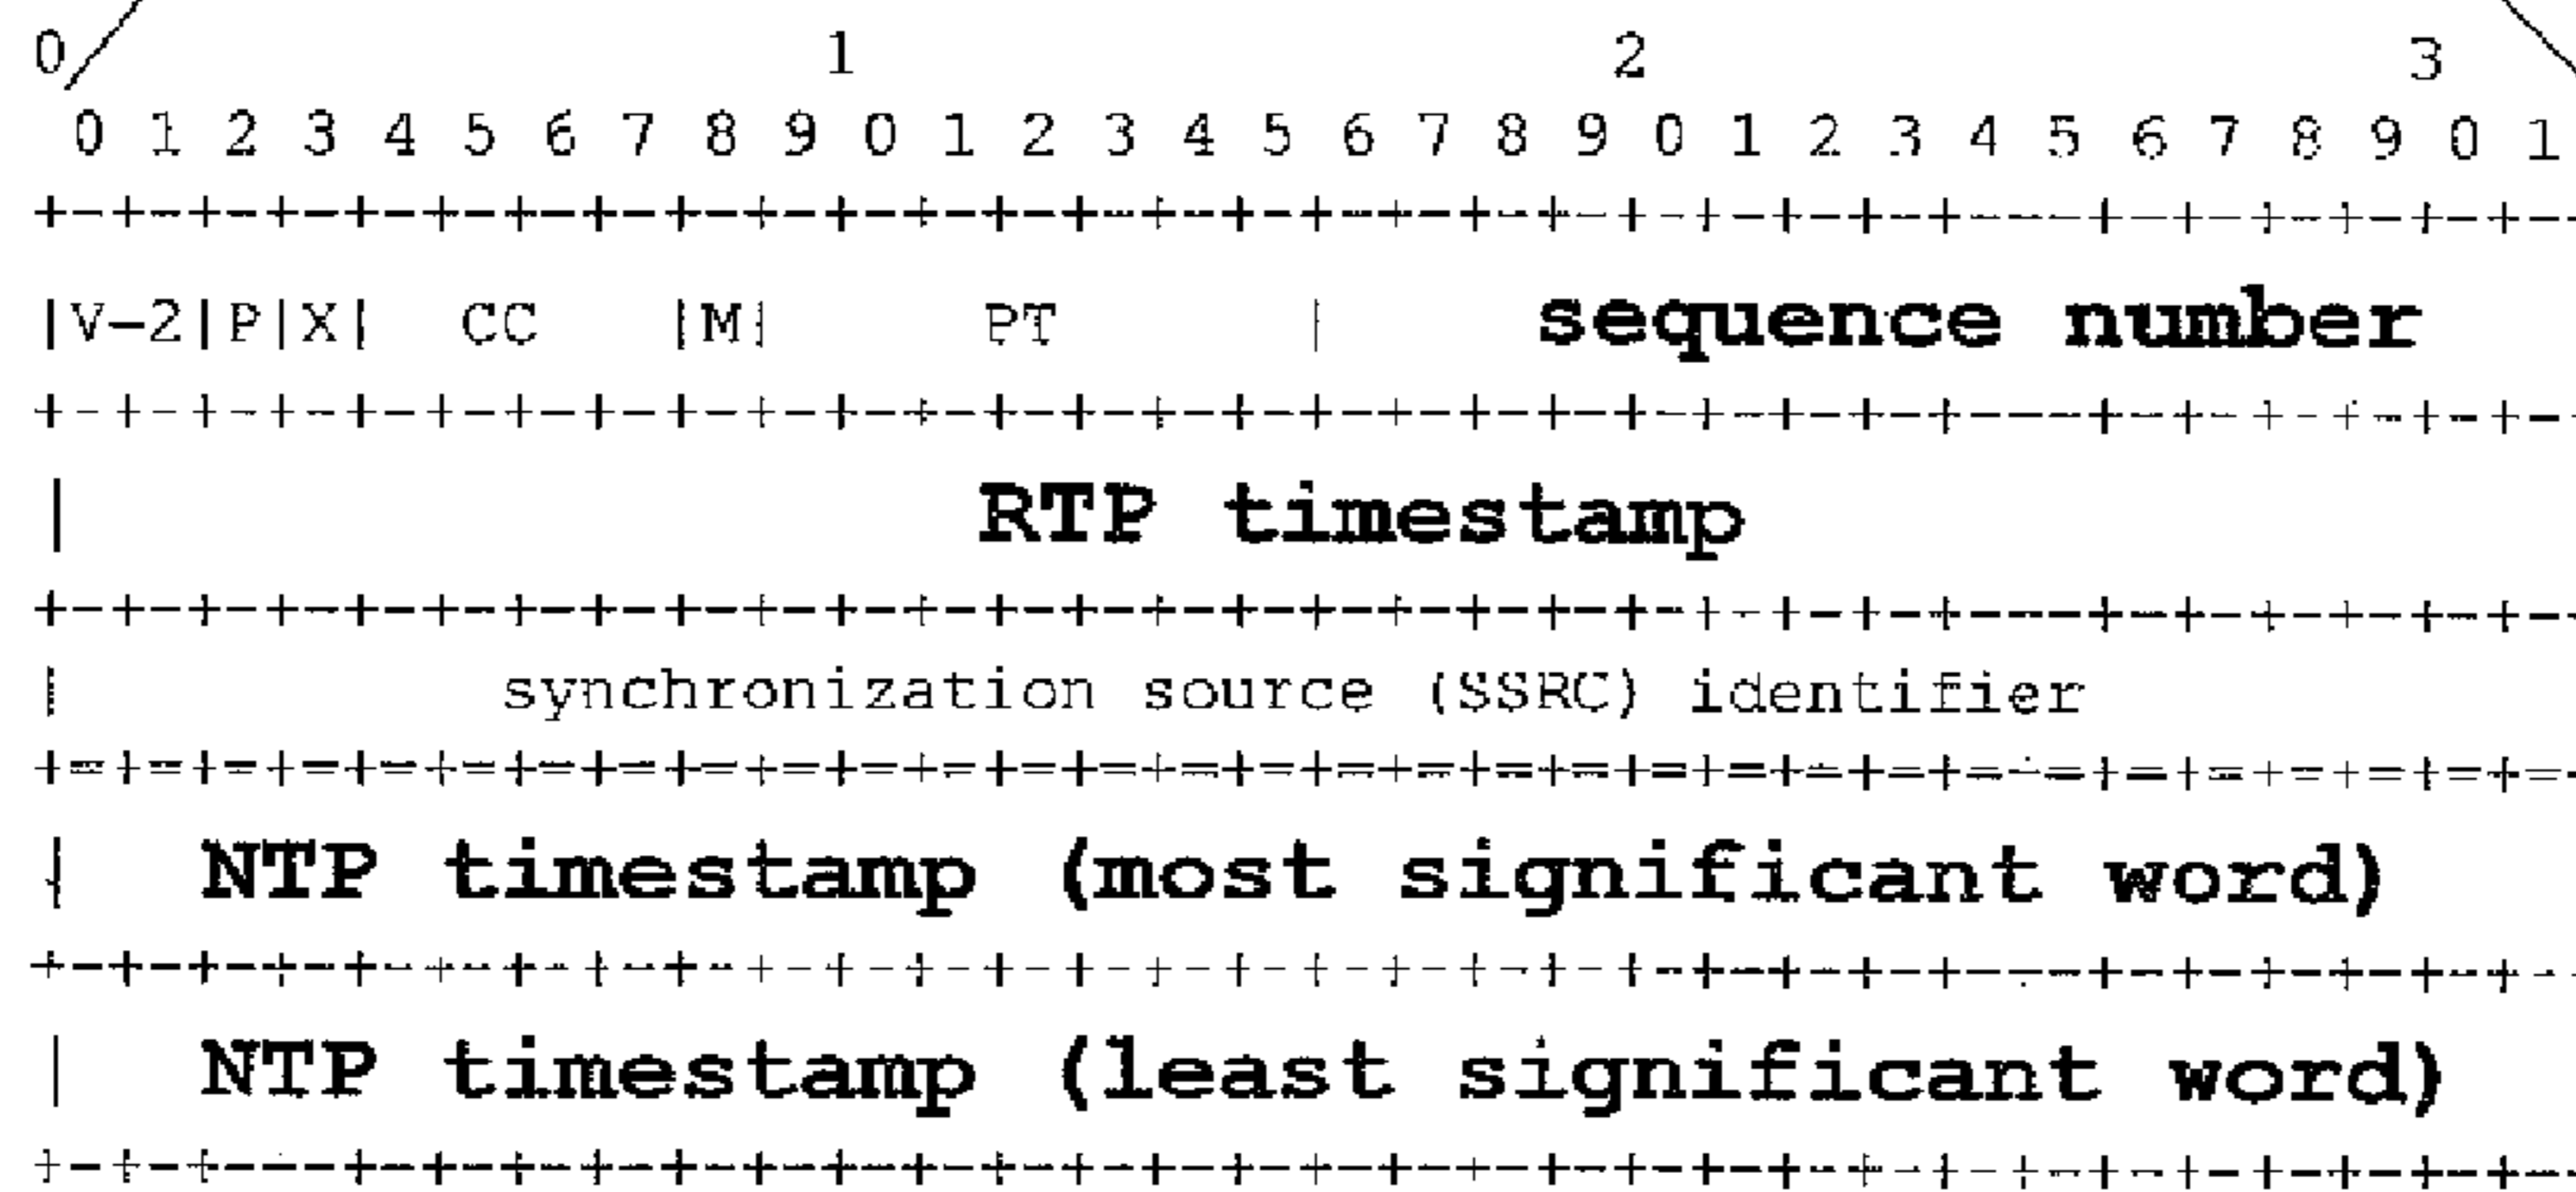 0 1 2 3
0 1 2 3 4 5 6 7 8 9 0 1 2 3 4 5 6 7 8 9 0 1 2 3 4 5 6 7 8 9 0 1
+-+-+-+-+-+-+-+-+-+-+-+-+-+-+-+-+-+-+-+-+-+-+-+-+-+---+-+-+-+-+-+-
|V-2|P|X| CC |M| PT | sequence number
+-+-+-+-+-+-+-+-+-+-+-+-+-+-+-+-+-+-+-+-+-+-+-+-+-+---+-+-+-+-+-+-
| RTP timestamp
+-+-+-+-+-+-+-+-+-+-+-+-+-+-+-+-+-+-+-+-+-+-+-+-+-+---+-+-+-+-+-+-
| synchronization source (SSRC) identifier
+=+=+=+=+=+=+=+=+=+=+=+=+=+=+=+=+=+=+=+=+=+=+=+=+=+=+=+=+=+=+=+=
| NTP timestamp (most significant word)
+-+-+-+-+-+-+-+-+-+-+-+-+-+-+-+-+-+-+-+-+-+-+-+-+-+---+-+-+-+-+-+-
| NTP timestamp (least significant word)
+-+-+---+-+-+-+-+-+-+-+-+-+-+-+-+-+-+-+-+-+-+-+-+-+-+-+-+-+-+-+-